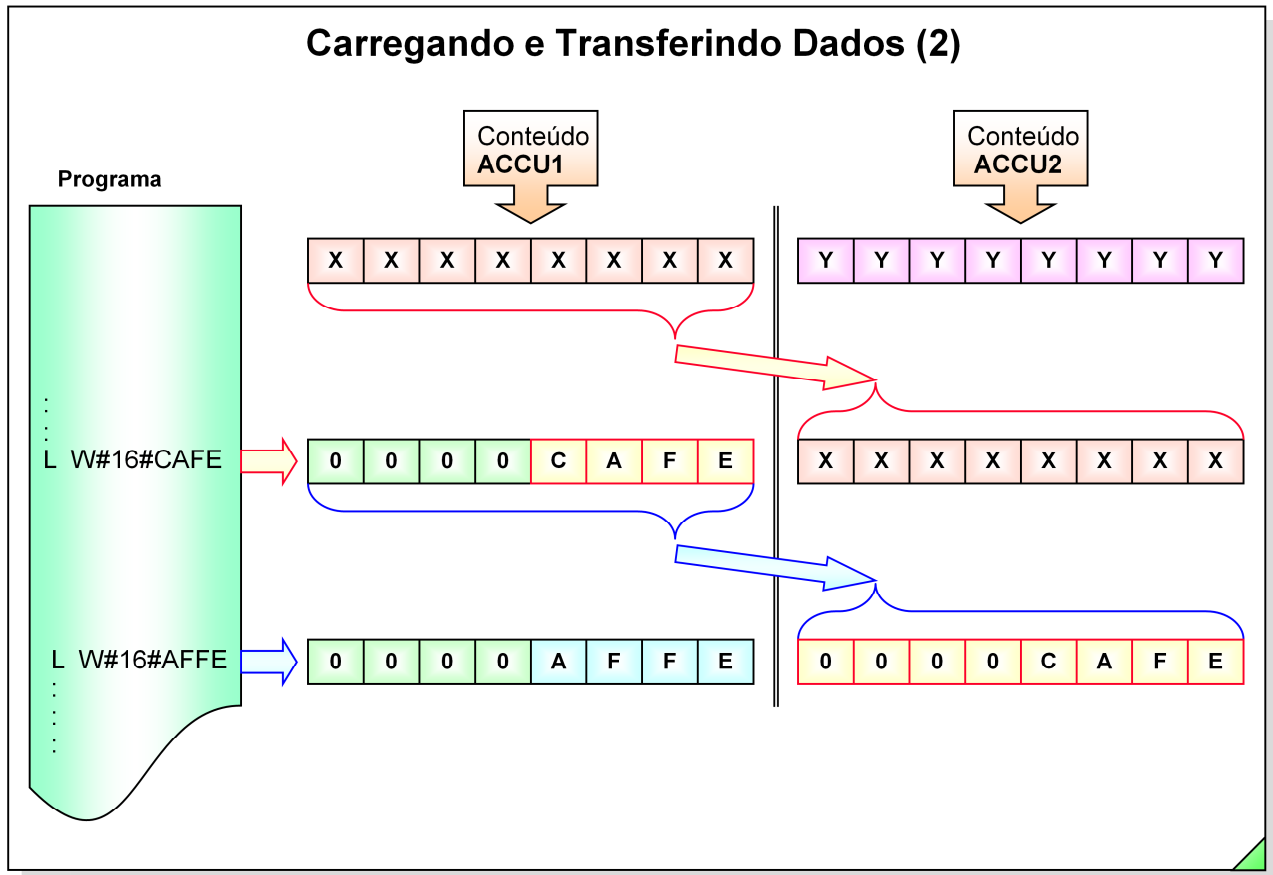 Carregando e Transferindo Dados (2)
Conteúdo
ACCU1
Conteúdo
ACCU2
Programa
X X X X X X X X
Y Y Y Y Y Y Y Y
:
:
L W#16#CAFE
0 0 0 0 C A F E
X X X X X X X X
L W#16#AFFE
0 0 0 0 A F F E
0 0 0 0 C A F E
:
:
: